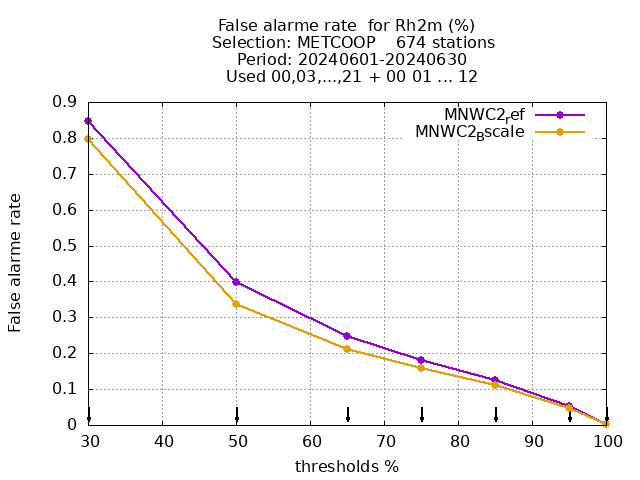 False alarme rate  for Rh2m (%)
Selection: METCOOP    674 stations
Period: 20240601-20240630
Used 00,03,...,21 + 00 01 ... 12
MNWC2ref
MNWC2Bscale
0.9
0.8
0.7
0.6
0.5
0.4
0.3
0.2
0.1
0
False alarme rate
30 40 50 60 70 80 90 100
thresholds %